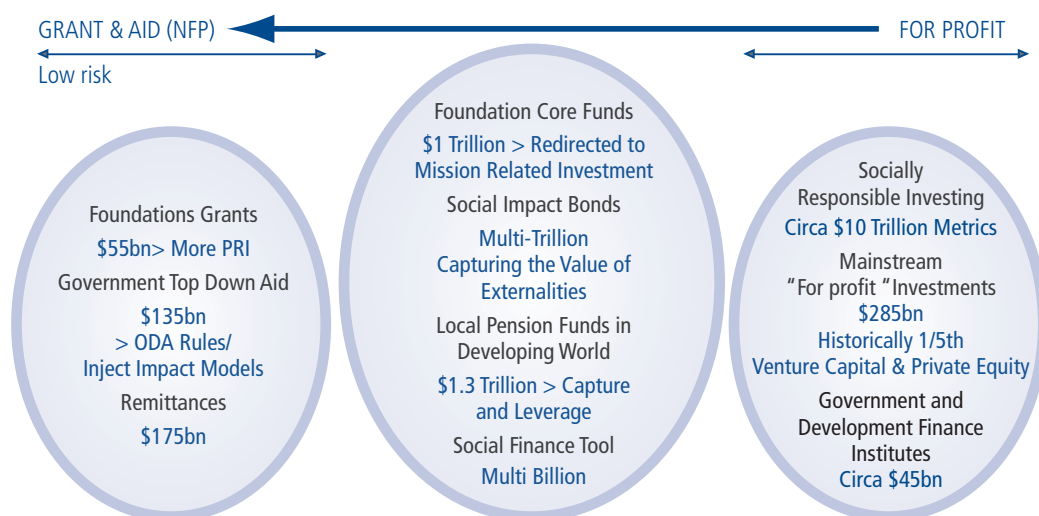 GRANT & AID (NFP)
FOR PROFIT
Low risk
Foundations Grants
$55bn> More PRI
Government Top Down Aid
$135bn
> ODA Rules/
Inject Impact Models
Remittances
$175bn
Foundation Core Funds
$1 Trillion > Redirected to
Mission Related Investment
Social Impact Bonds
Multi-Trillion
Capturing the Value of
Externalities
Local Pension Funds in
Developing World
$1.3 Trillion > Capture
and Leverage
Social Finance Tool
Multi Billion
Socially
Responsible Investing
Circa $10 Trillion Metrics
Mainstream
"For profit "Investments
$285bn
Historically 1/5th
Venture Capital & Private Equity
Government and
Development Finance
Institutes
Circa $45bn